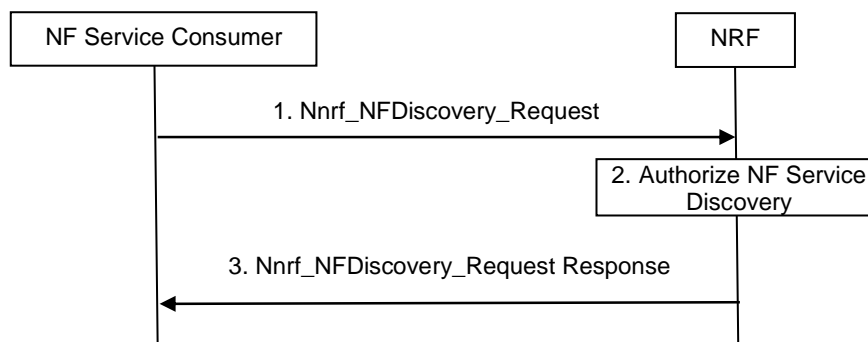 NF Service Consumer
NRF
1. Nnrf_NFDiscovery_Request
2. Authorize NF Service
Discovery
3. Nnrf_NFDiscovery_Request Response